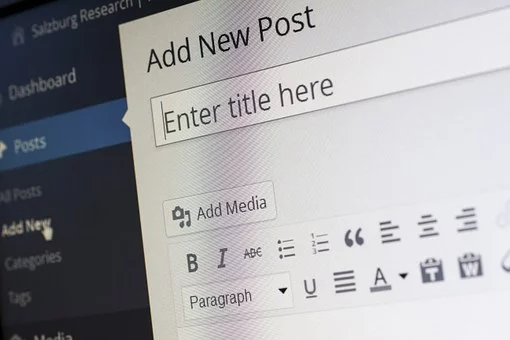 Salzburg Research |
Dashboard
Posts
All Posts
Add New
Categories
Tags
Media
Add New Post
Enter title here
Add Media
B I ABC
Paragraph
U A
T W